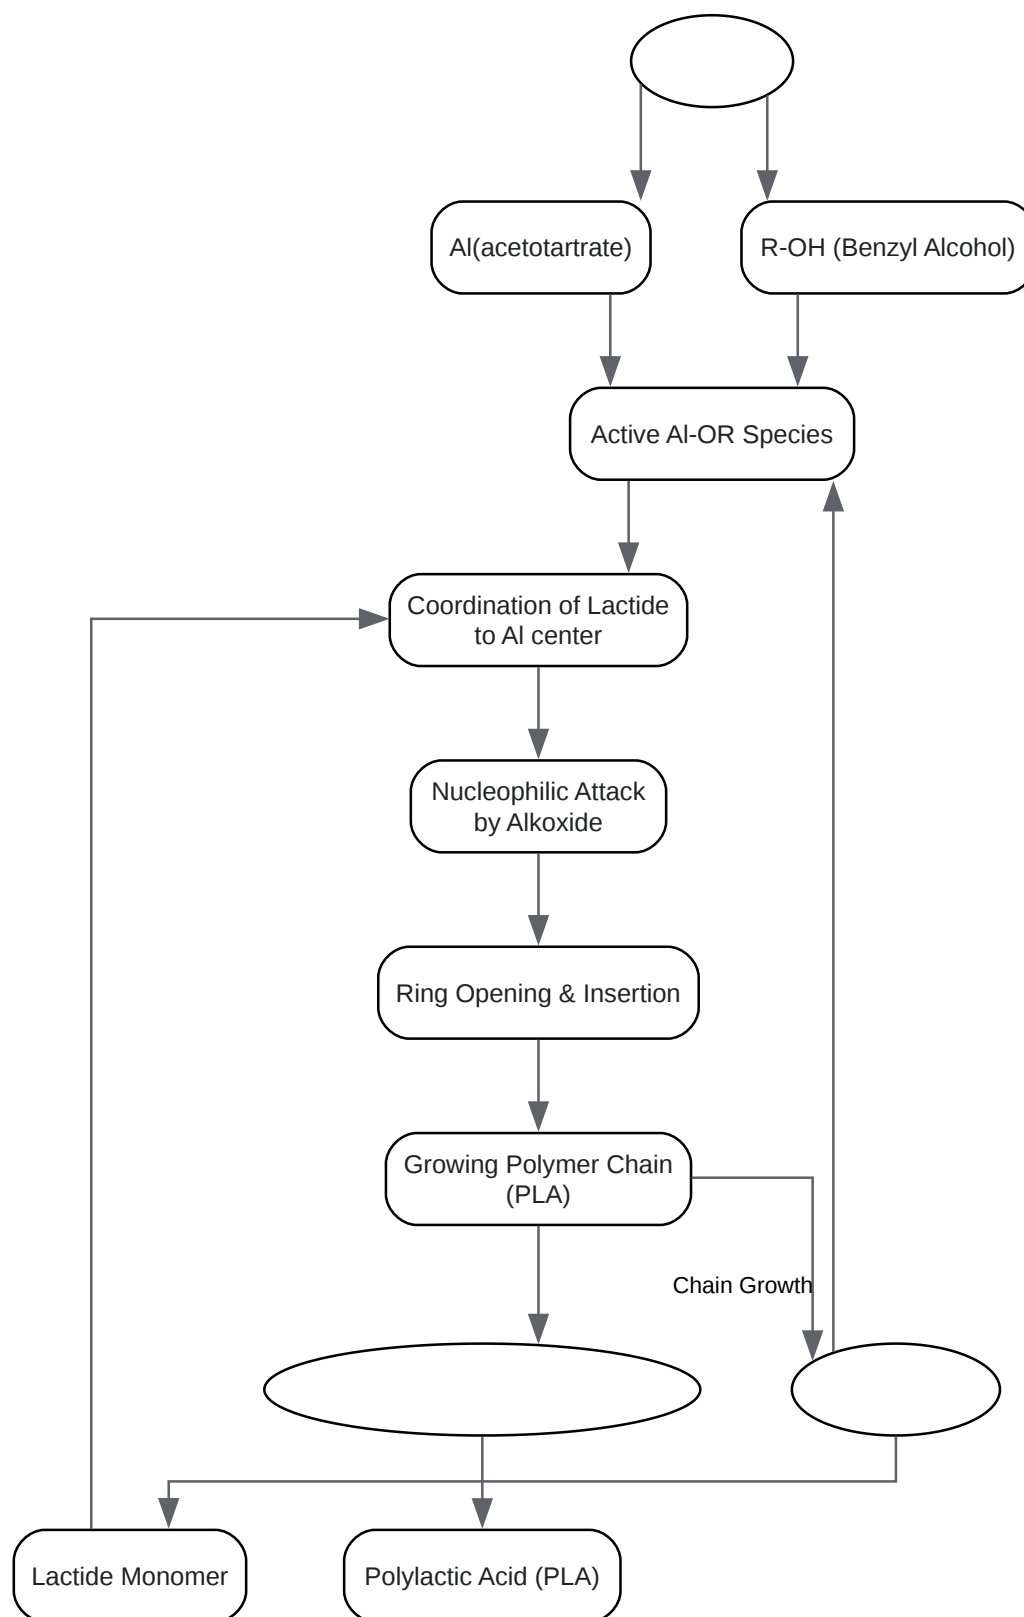 Al(acetotartrate)
R-OH (Benzyl Alcohol)
Active Al-OR Species
Coordination of Lactide
to Al center
Nucleophilic Attack
by Alkoxide
Ring Opening & Insertion
Growing Polymer Chain
(PLA)
Chain Growth
Lactide Monomer
Polylactic Acid (PLA)